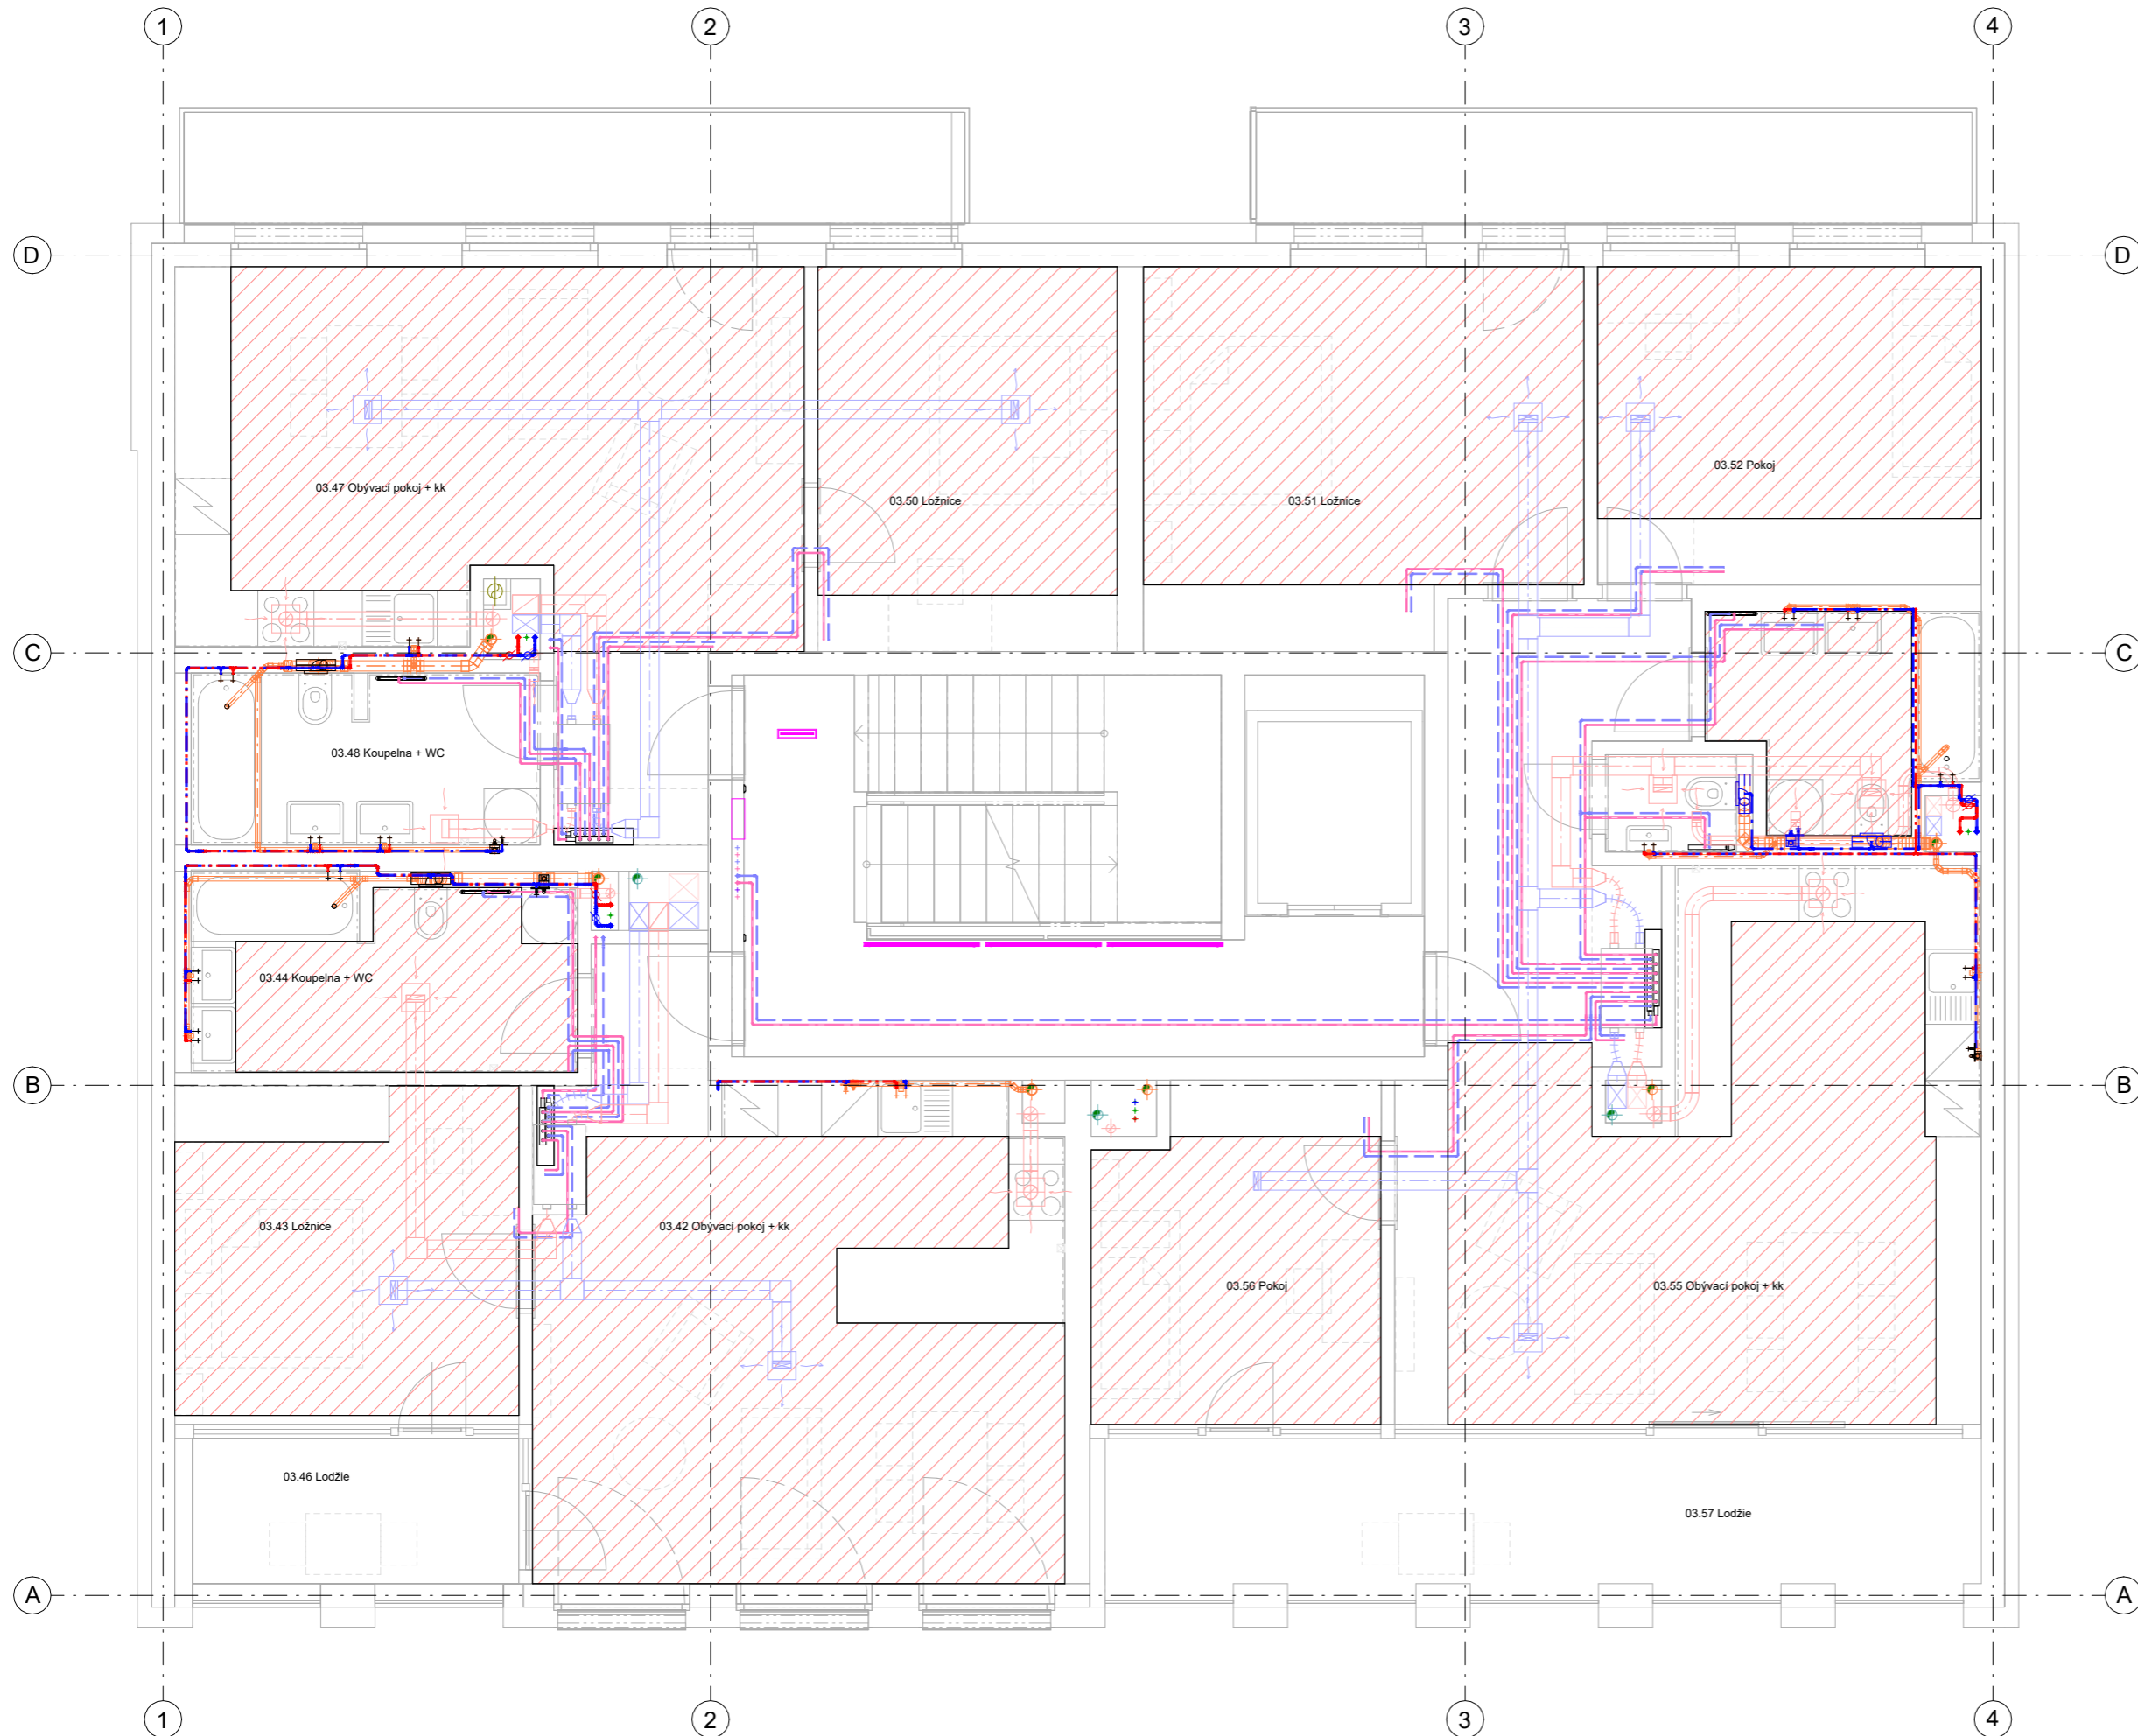 1 2 3 4
D D
03.47 Obývací pokoj + kk
03.50 Ložnice
03.51 Ložnice
03.52 Pokoj
C C
03.48 Koupelna + WC
03.44 Koupelna + WC
B B
03.43 Ložnice
03.42 Obývací pokoj + kk
03.56 Pokoj
03.55 Obývací pokoj + kk
03.46 Lodžie
03.57 Lodžie
A A
1 2 3 4